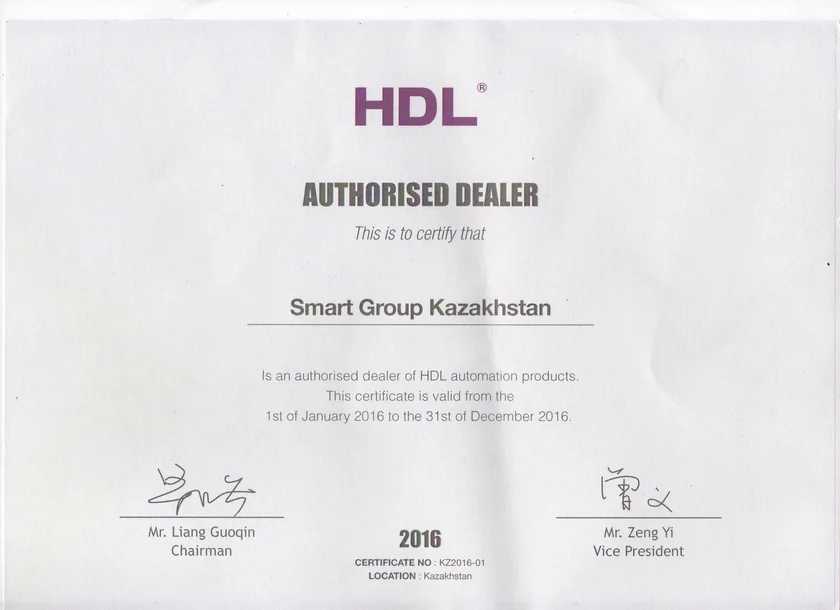 HDL®
AUTHORISED DEALER
This is to certify that
Smart Group Kazakhstan
Is an authorised dealer of HDL automation products.
This certificate is valid from the
1st of January 2016 to the 31st of December 2016.
曾文
Mr. Liang Guoqin
Chairman
2016
CERTIFICATE NO : KZ2016-01
LOCATION : Kazakhstan
Mr. Zeng Yi
Vice President